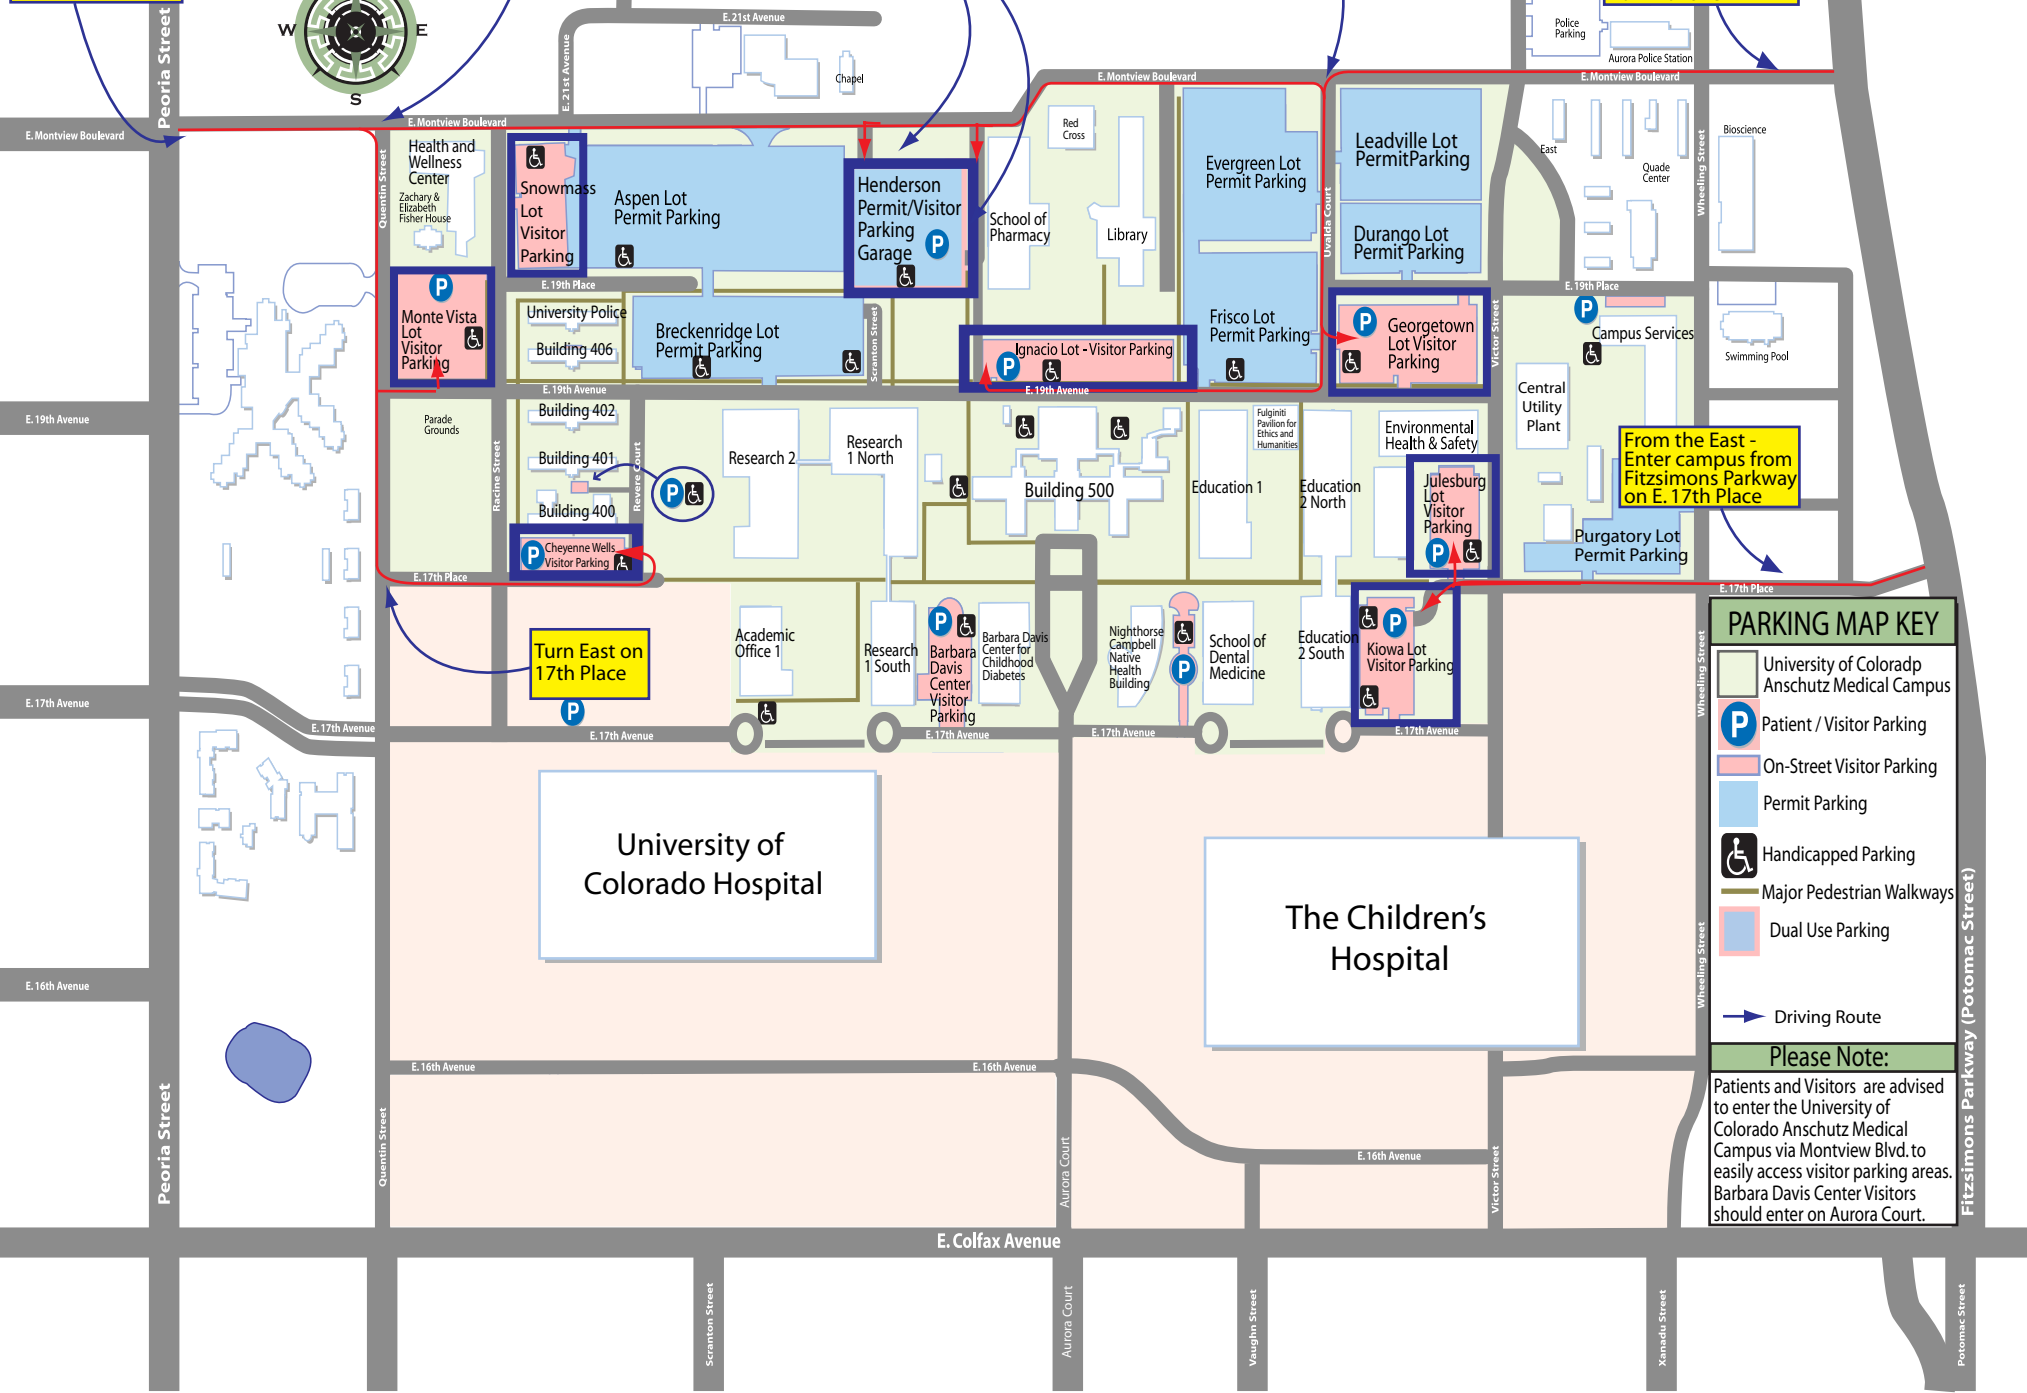 E. 21st Avenue
W
E
S
Peoria Street
E. 21st Avenue
Chapel
Police
Parking
Aurora Police Station
E. Montview Boulevard
E. Montview Boulevard
E. Montview Boulevard
E. Montview Boulevard
Health and
Wellness
Center
Zachary &
Elizabeth
Fisher House
Quentin Street
Snowmass
Lot
Visitor
Parking
Aspen Lot
Permit Parking
Henderson
Permit/Visitor
Parking
Garage
P
School of
Pharmacy
Red
Cross
Library
Evergreen Lot
Permit Parking
Uvalda Court
Leadville Lot
PermitParking
Durango Lot
Permit Parking
East
Quade
Center
Wheeling Street
Bioscience
E. 19th Place
E. 19th Place
P
Monte Vista
Lot
Visitor
Parking
University Police
Building 406
Breckenridge Lot
Permit Parking
Scranton Street
P
Ignacio Lot - Visitor Parking
Frisco Lot
Permit Parking
P
Georgetown
Lot Visitor
Parking
Victor Street
P
Campus Services
Swimming Pool
E. 19th Avenue
E. 19th Avenue
E. 19th Avenue
Parade
Grounds
Racine Street
Building 402
Building 401
Building 400
Revere Court
P
Research 2
Research
1 North
Building 500
Education 1
Fulginiti
Pavilion for
Ethics and
Humanities
Education
2 North
Environmental
Health & Safety
Central
Utility
Plant
Julesburg
Lot
Visitor
Parking
P
From the East -
Enter campus from
Fitzsimons Parkway
on E. 17th Place
Purgatory Lot
Permit Parking
P
Cheyenne Wells
Visitor Parking
E. 17th Place
E. 17th Place
Turn East on
17th Place
P
Academic
Office 1
Research
1 South
P
Barbara
Davis
Center
Visitor
Parking
Barbara Davis
Center for
Childhood
Diabetes
Nighthorse
Campbell
Native
Health
Building
P
School of
Dental
Medicine
Education
2 South
P
Kiowa Lot
Visitor Parking
Wheelingl Street
E. 17th Avenue
E. 17th Avenue
E. 17th Avenue
E. 17th Avenue
E. 17th Avenue
E. 17th Avenue
PARKING MAP KEY
University of Coloradp
Anschutz Medical Campus
P
Patient / Visitor Parking
On-Street Visitor Parking
Permit Parking
Handicapped Parking
Major Pedestrian Walkways
Dual Use Parking
Driving Route
Please Note:
Patients and Visitors are advised
to enter the University of
Colorado Anschutz Medical
Campus via Montview Blvd. to
easily access visitor parking areas.
Barbara Davis Center Visitors
should enter on Aurora Court.
University of
Colorado Hospital
The Children's
Hospital
Wheeling Street
Fitzsimons Parkway (Potomac Street)
E. 16th Avenue
E. 16th Avenue
E. 16th Avenue
E. 16th Avenue
Peoria Street
Quentin Street
Aurora Court
Victor Street
E. Colfax Avenue
Scranton Street
Aurora Court
Vaughn Street
Xanadu Street
Potomac Street